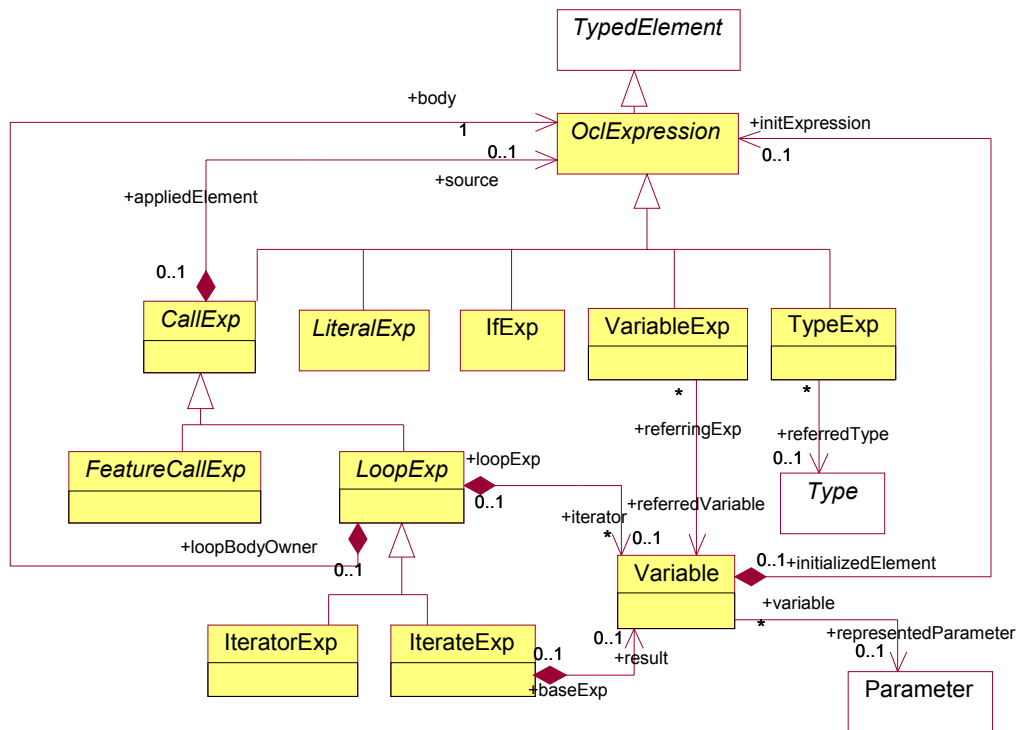 TypedElement
+body
1
OclExpression
+initExpression
0..1
0..1
+source
+appliedElement
0..1
CallExp
LiteralExp
IfExp
VariableExp
TypeExp
*
*
+referringExp
+referredType
0..1
Type
FeatureCallExp
LoopExp
+loopExp
0..1
+iterator
*
+referredVariable
0..1
+loopBodyOwner
0..1
Variable
0..1
+initializedElement
+variable
*
+representedParameter
0..1
Parameter
IteratorExp
IterateExp
0..1
+baseExp
0..1
+result